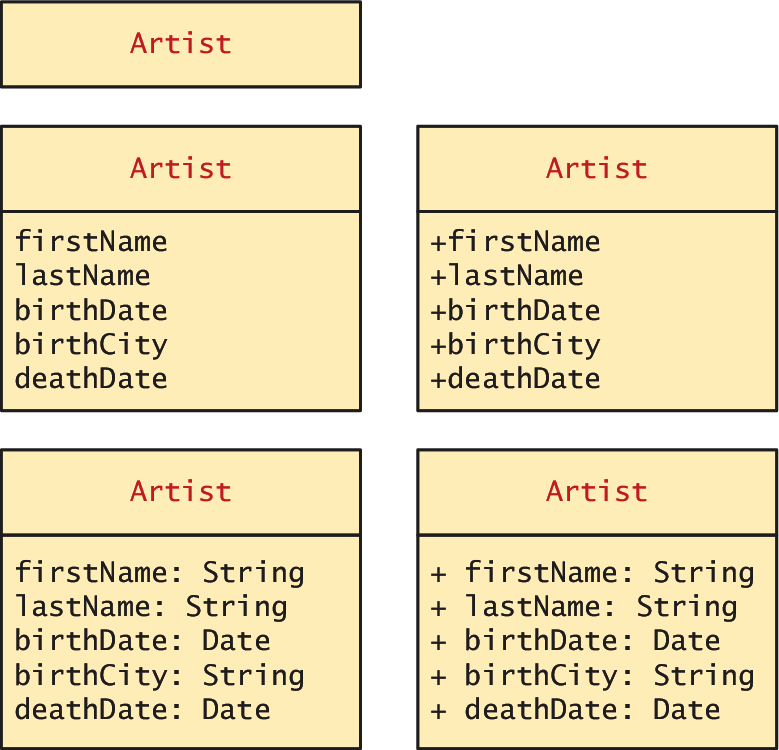 Artist
Artist
firstName
lastName
birthDate
birthCity
deathDate
Artist
+firstName
+lastName
+birthDate
+birthCity
+deathDate
Artist
firstName: String
lastName: String
birthDate: Date
birthCity: String
deathDate: Date
Artist
+ firstName: String
+ lastName: String
+ birthDate: Date
+ birthCity: String
+ deathDate: Date